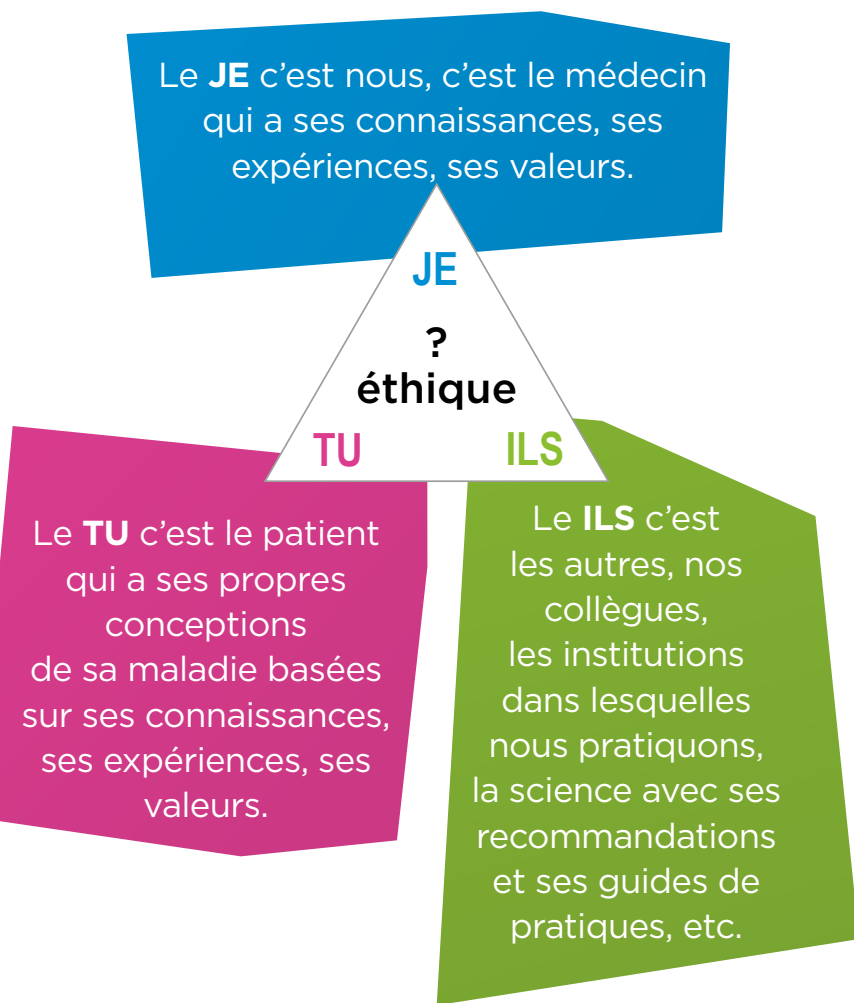 Le JE c'est nous, c'est le médecin
qui a ses connaissances, ses
expériences, ses valeurs.
JE
?
éthique
TU
ILS
Le TU c'est le patient
qui a ses propres
conceptions
de sa maladie basées
sur ses connaissances,
ses expériences, ses
valeurs.
Le ILS c'est
les autres, nos
collègues,
les institutions
dans lesquelles
nous pratiquons,
la science avec ses
recommandations
et ses guides de
pratiques, etc.